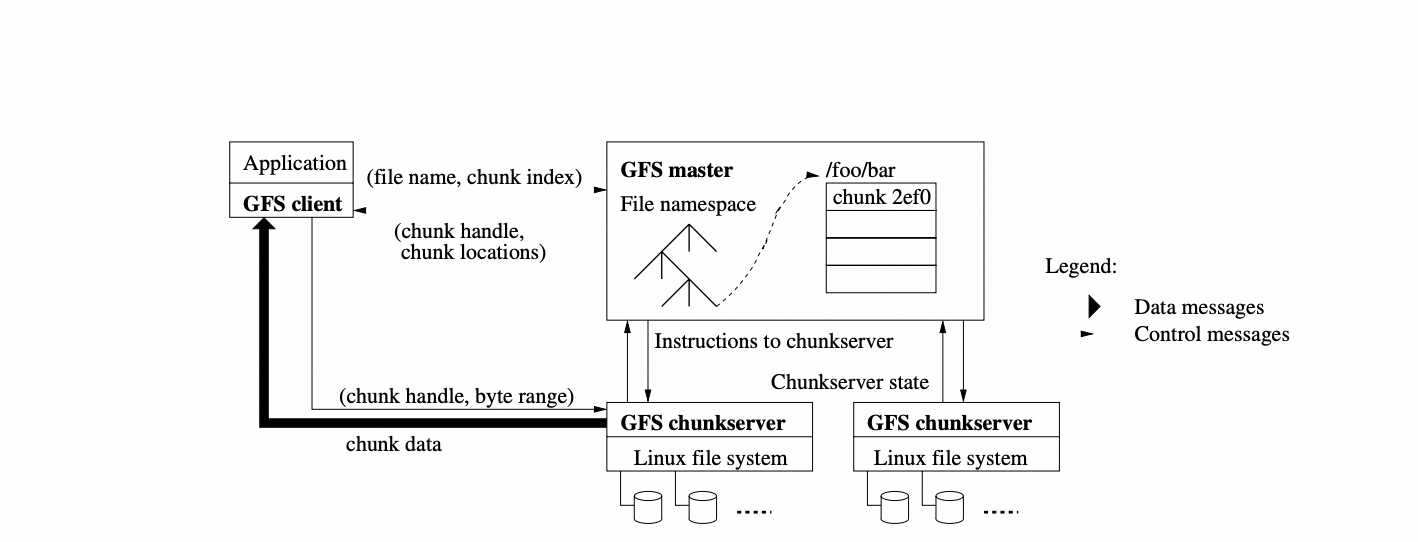 Application
GFS client
(file name, chunk index)
(chunk handle,
chunk locations)
GFS master
File namespace
/foo/bar
chunk 2ef0
Legend:
Data messages
Control messages
Instructions to chunkserver
Chunkserver state
(chunk handle, byte range)
chunk data
GFS chunkserver
Linux file system
GFS chunkserver
Linux file system